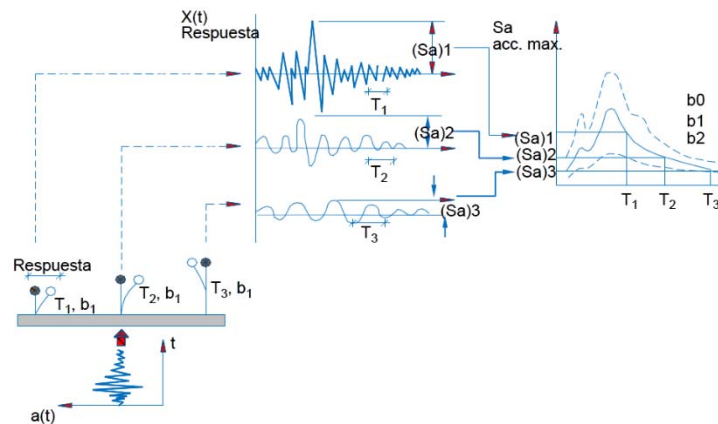 X(t)
Respuesta
(Sa)1
T1
(Sa)2
T2
(Sa)3
T3
Sa
acc. max.
b0
b1
b2
(Sa)1
(Sa)2
(Sa)3
T1
T2
T3
Respuesta
T1, b1
T2, b1
T3, b1
t
a(t)